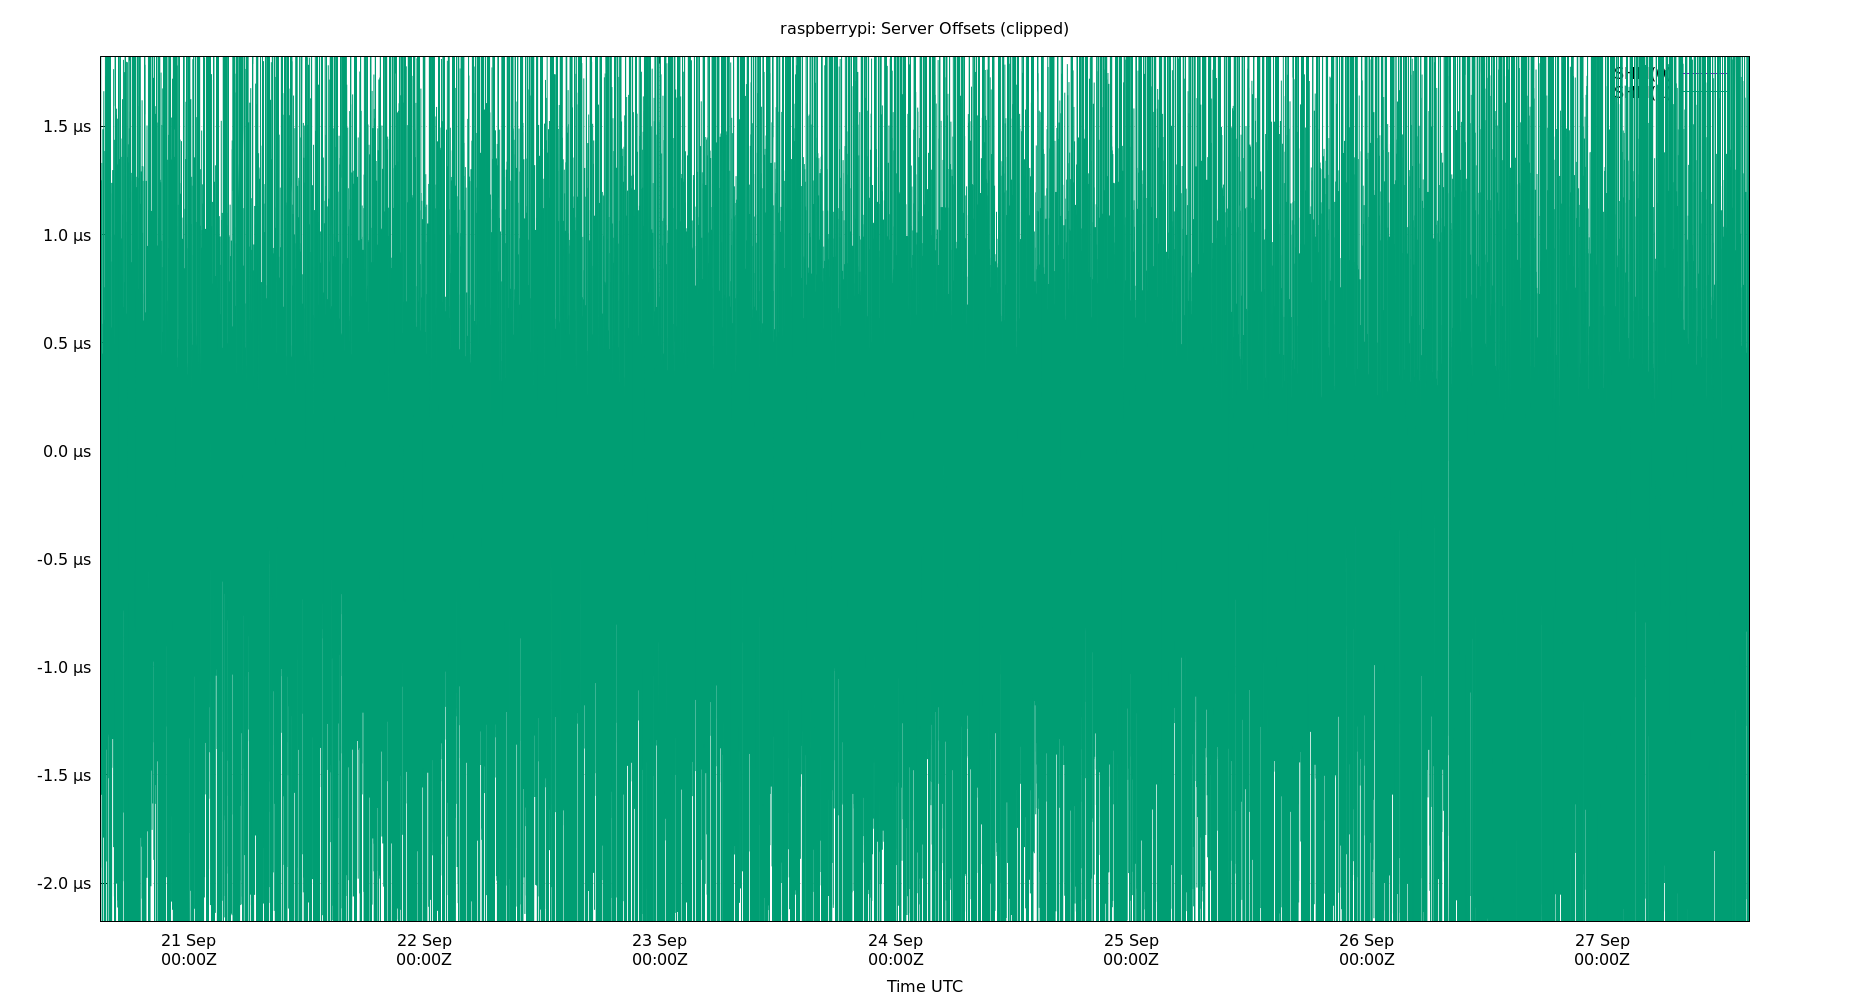 raspberrypi: Server Offsets (clipped)
1.5 µs
1.0 µs
0.5 µs
0.0 µs
-0.5 µs
-1.0 µs
-1.5 µs
-2.0 µs
21 Sep 22 Sep 23 Sep 24 Sep 25 Sep 26 Sep 27 Sep
00:00Z 00:00Z 00:00Z 00:00Z 00:00Z 00:00Z 00:00Z
Time UTC